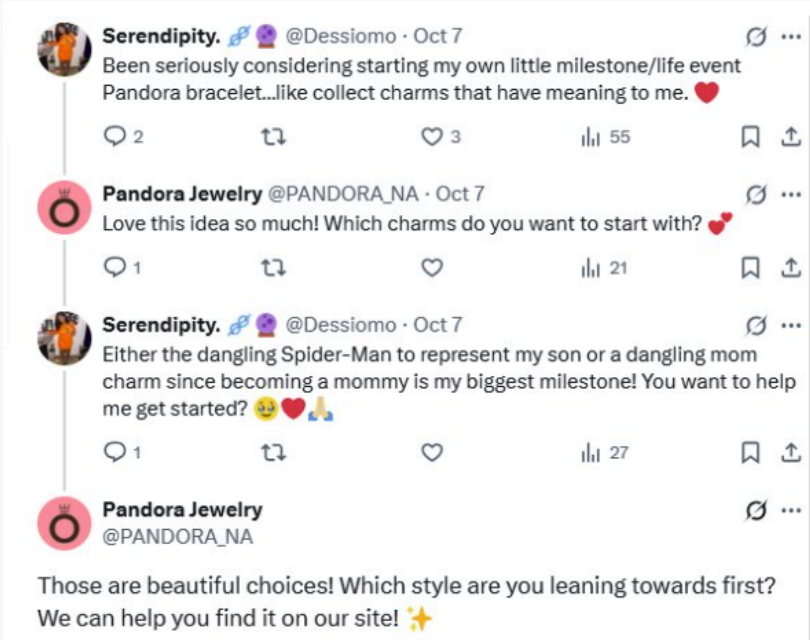 Serendipity. 🧬🔮 @Dessiomo · Oct 7
Been seriously considering starting my own little milestone/life event
Pandora bracelet...like collect charms that have meaning to me. ❤️
2 3 55
Pandora Jewelry @PANDORA_NA · Oct 7
Love this idea so much! Which charms do you want to start with? 💕
1 21
Serendipity. 🧬🔮 @Dessiomo · Oct 7
Either the dangling Spider-Man to represent my son or a dangling mom
charm since becoming a mommy is my biggest milestone! You want to help
me get started? 🥹❤️🙏🏼
1 27
Pandora Jewelry
@PANDORA_NA
Those are beautiful choices! Which style are you leaning towards first?
We can help you find it on our site! ✨